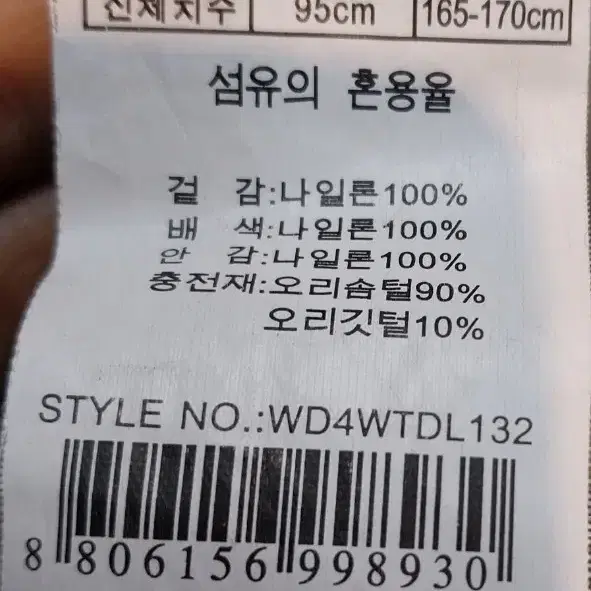 신체치수 95cm 165-170cm
섬유의 혼용율
겉 감:나일론100%
배 색:나일론100%
안 감:나일론100%
충전재:오리솜털90%
오리깃털10%
STYLE NO.:WD4WTDL132
8 806156 998930